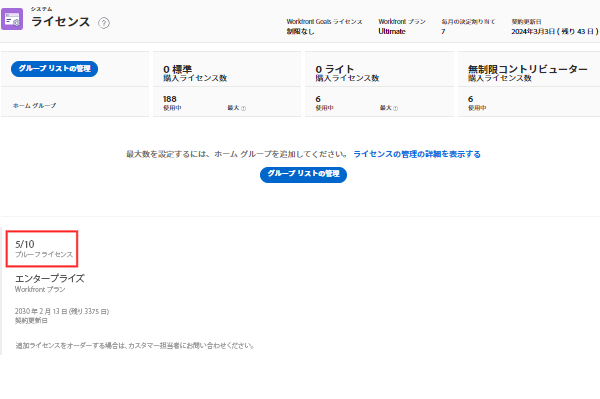 システム
ライセンス
Workfront Goals ライセンス
制限なし
Workfront プラン
Ultimate
毎月の決定割り当て
7
契約更新日
2024年3月3日 ( 残り 43 日 )
グループ リストの管理
0 標準
購入ライセンス数
0 ライト
購入ライセンス数
無制限コントリビューター
購入ライセンス数
ホーム グループ
188
使用中
最大
6
使用中
最大
6
使用中
最大数を設定するには、ホーム グループを追加してください。 ライセンスの管理の詳細を表示する
グループ リストの管理
5/10
プルーフライセンス
エンタープライズ
Workfront プラン
2030 年 2 月 13 日 (残り 3375 日)
契約更新日
追加ライセンスをオーダーする場合は、カスタマー担当者にお問い合わせください。